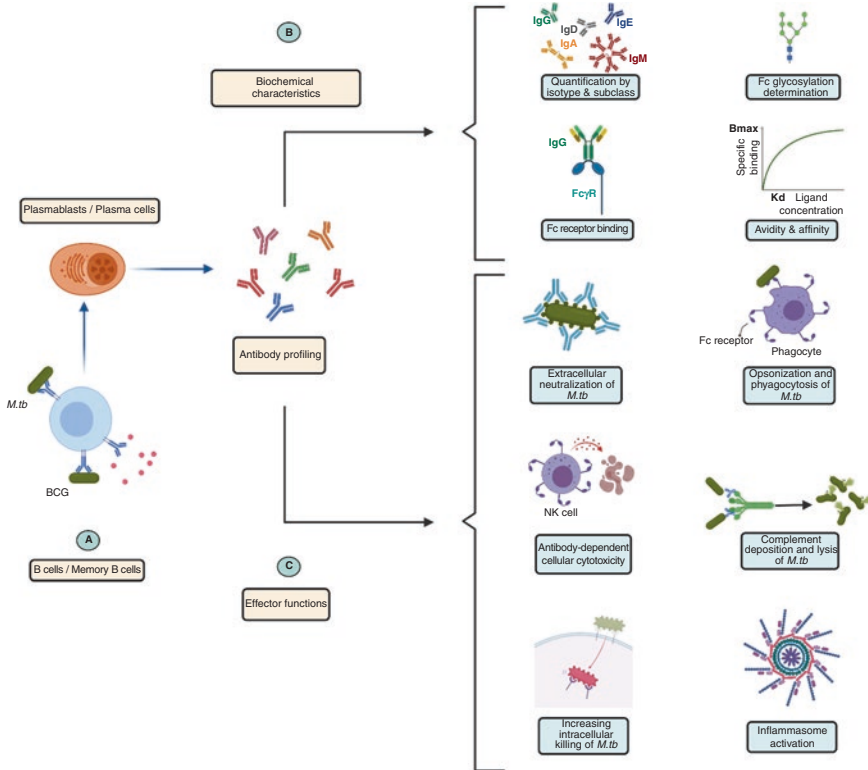 B
Biochemical
characteristics
IgG
IgD
IgE
IgA
IgM
Quantification by
isotype & subclass
Fc glycosylation
determination
IgG
FcγR
Fc receptor binding
Bmax
Specific
binding
Kd Ligand
concentration
Avidity & affinity
Plasmablasts / Plasma cells
Antibody profiling
M.tb
BCG
A
B cells / Memory B cells
C
Effector functions
Extracellular
neutralization of
M.tb
Fc receptor
Phagocyte
Opsonization and
phyagocytosis of
M.tb
NK cell
Antibody-dependent
cellular cytotoxicity
Complement
deposition and lysis
of M.tb
Increasing
intracellular
killing of M.tb
Inflammasome
activation